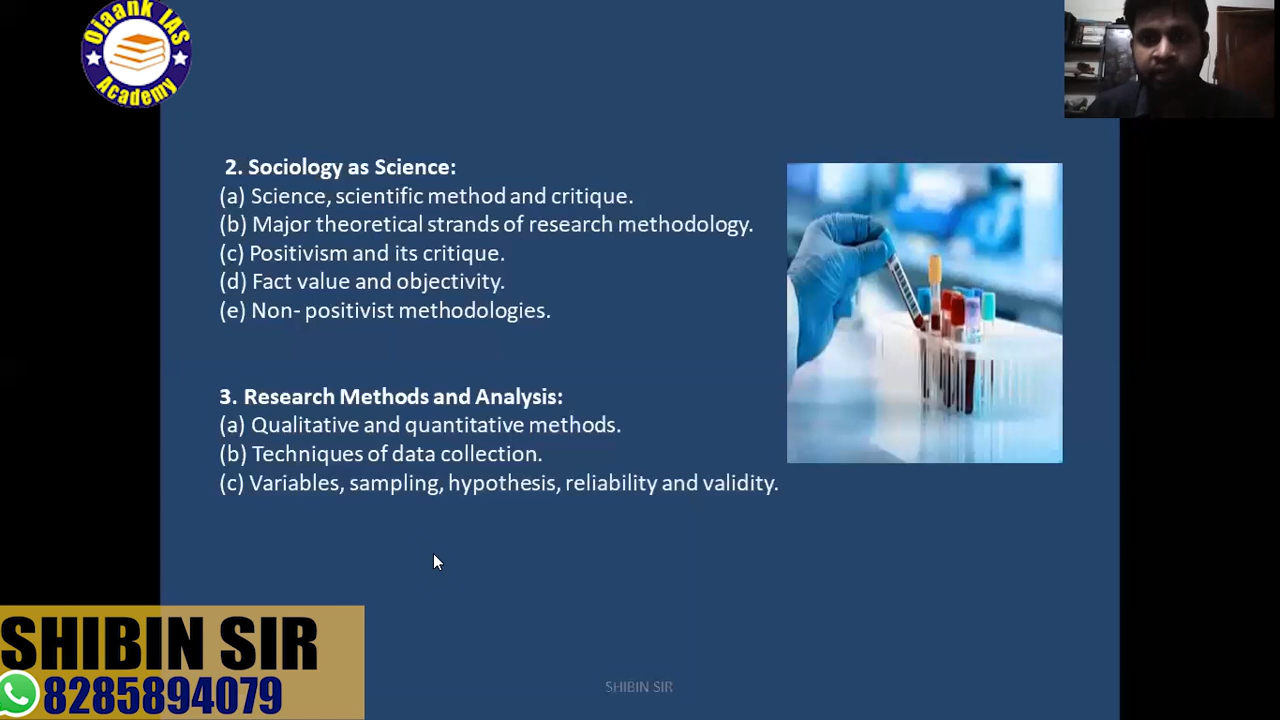 Ojaank IAS
Academy
2. Sociology as Science:
(a) Science, scientific method and critique.
(b) Major theoretical strands of research methodology.
(c) Positivism and its critique.
(d) Fact value and objectivity.
(e) Non- positivist methodologies.
3. Research Methods and Analysis:
(a) Qualitative and quantitative methods.
(b) Techniques of data collection.
(c) Variables, sampling, hypothesis, reliability and validity.
SHIBIN SIR
8285894079
SHIBIN SIR